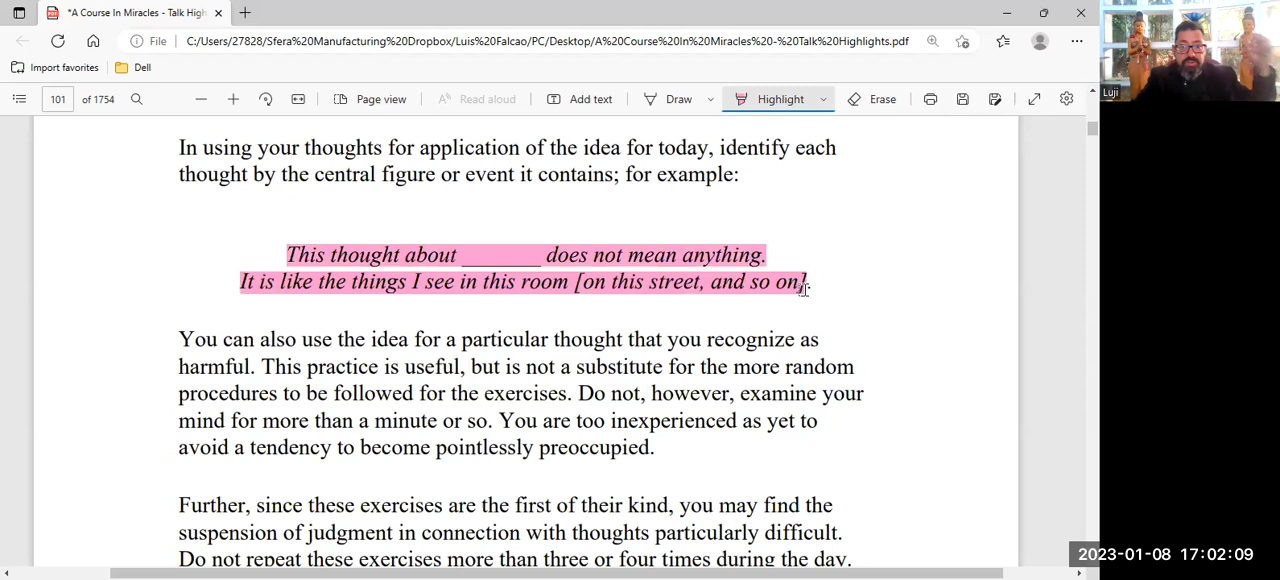 *A Course In Miracles - Talk High
File
C:/Users/27828/Sfera%20Manufacturing%20Dropbox/Luis%20Falcao/PC/Desktop/A%20Course%20In%20Miracles%20-%20Talk%20Highlights.pdf
Import favorites
Dell
101 of 1754
Page view
Read aloud
Add text
Draw
Highlight
Erase
Luji
In using your thoughts for application of the idea for today, identify each
thought by the central figure or event it contains; for example:
This thought about _______ does not mean anything.
It is like the things I see in this room [on this street, and so on].
You can also use the idea for a particular thought that you recognize as
harmful. This practice is useful, but is not a substitute for the more random
procedures to be followed for the exercises. Do not, however, examine your
mind for more than a minute or so. You are too inexperienced as yet to
avoid a tendency to become pointlessly preoccupied.
Further, since these exercises are the first of their kind, you may find the
suspension of judgment in connection with thoughts particularly difficult.
Do not repeat these exercises more than three or four times during the day.
2023-01-08 17:02:09